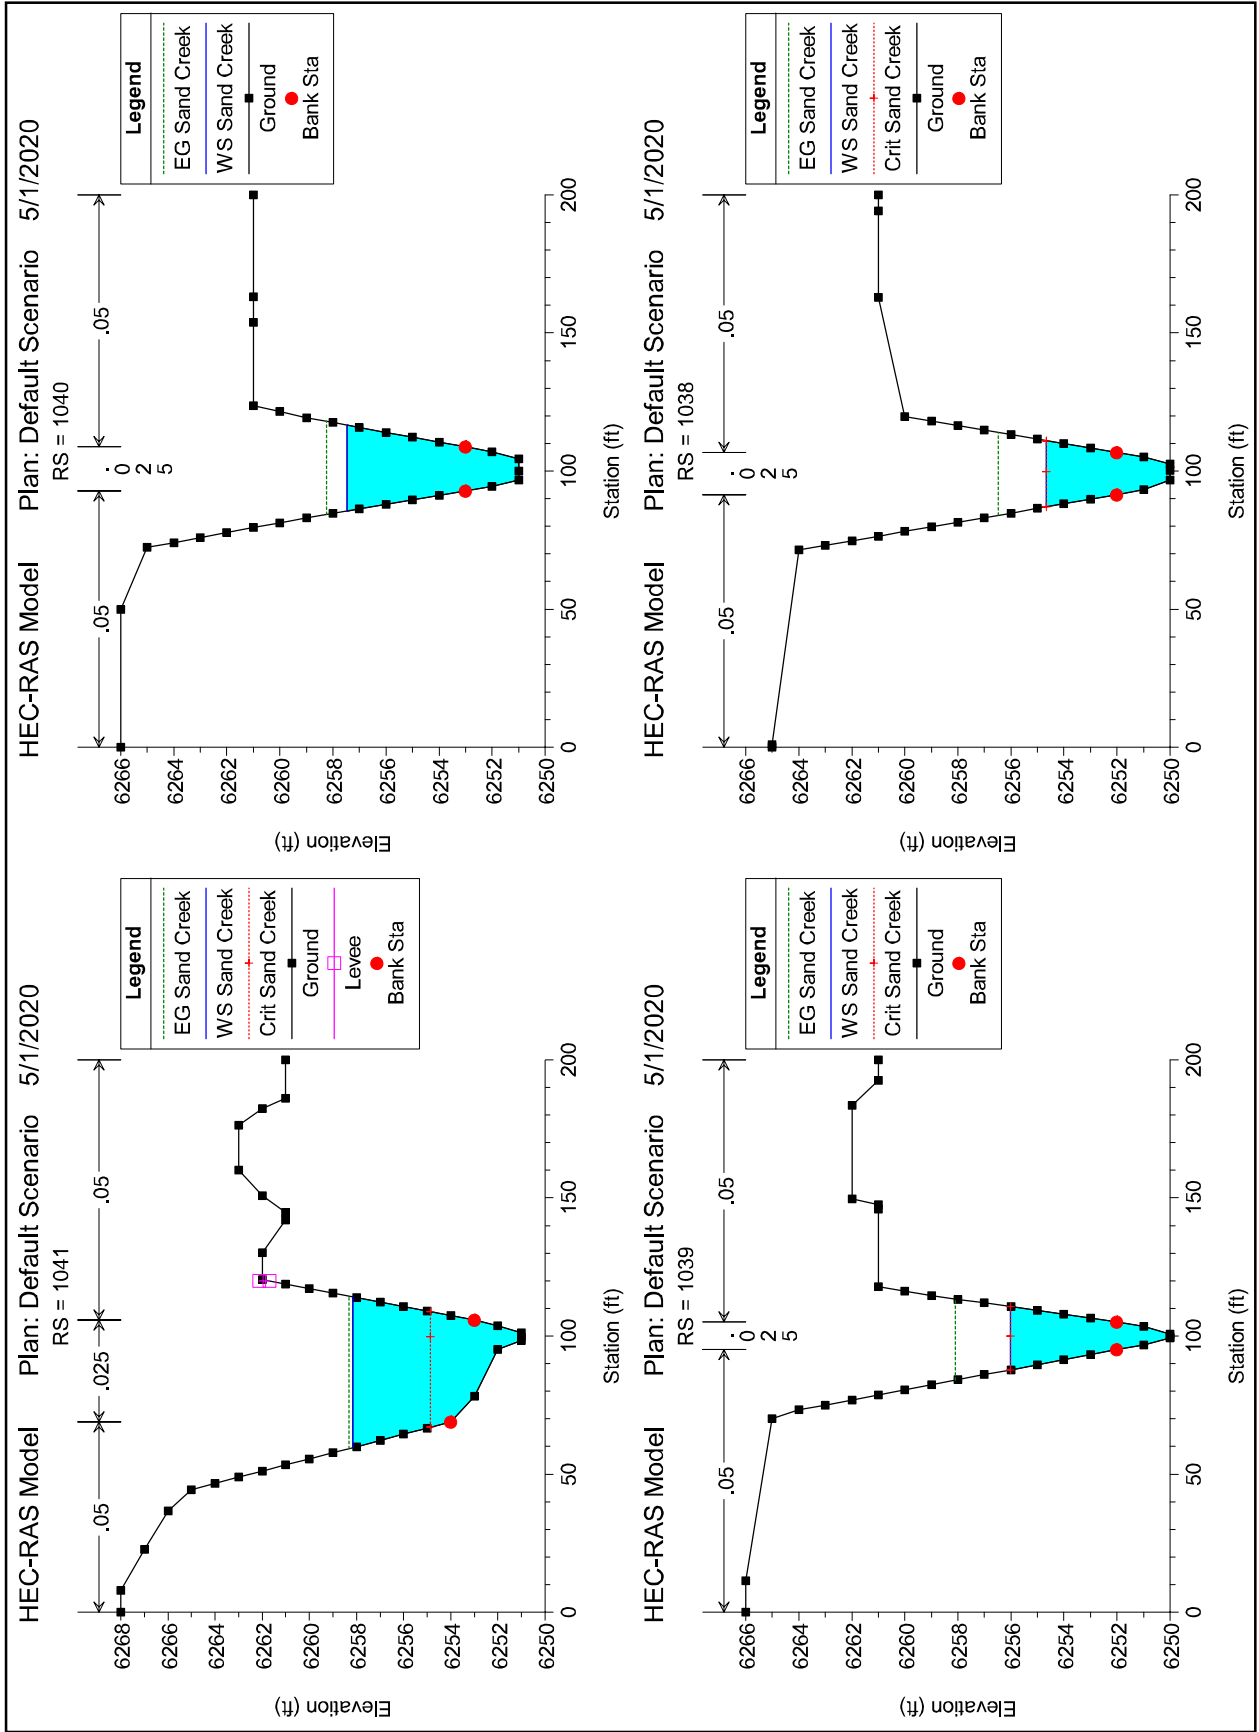 HEC-RAS Model Plan: Default Scenario 5/1/2020
RS = 1041
.05
.025
.05
6268
6266
6264
6262
6260
6258
6256
6254
6252
6250
Elevation (ft)
0
50
100
150
200
Station (ft)
Legend
EG Sand Creek
WS Sand Creek
Crit Sand Creek
Ground
Levee
Bank Sta
HEC-RAS Model Plan: Default Scenario 5/1/2020
RS = 1040
.05
.
0
2
5
.05
6266
6264
6262
6260
6258
6256
6254
6252
6250
Elevation (ft)
0
50
100
150
200
Station (ft)
Legend
EG Sand Creek
WS Sand Creek
Ground
Bank Sta
HEC-RAS Model Plan: Default Scenario 5/1/2020
RS = 1039
.05
.
0
2
5
.05
6266
6264
6262
6260
6258
6256
6254
6252
6250
Elevation (ft)
0
50
100
150
200
Station (ft)
Legend
EG Sand Creek
WS Sand Creek
Crit Sand Creek
Ground
Bank Sta
HEC-RAS Model Plan: Default Scenario 5/1/2020
RS = 1038
.05
.
0
2
5
.05
6266
6264
6262
6260
6258
6256
6254
6252
6250
Elevation (ft)
0
50
100
150
200
Station (ft)
Legend
EG Sand Creek
WS Sand Creek
Crit Sand Creek
Ground
Bank Sta